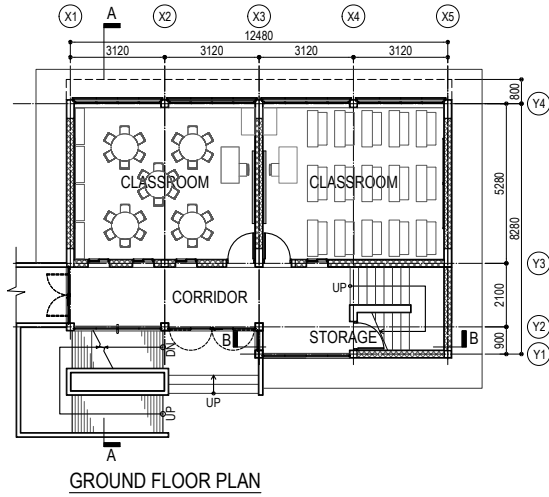 X1 X2 X3 X4 X5
A
12480
3120 3120 3120 3120
800
Y4
CLASSROOM CLASSROOM
5280
8280
Y3
UP
CORRIDOR
2100
Y2
B STORAGE B
DN
900
Y1
UP
UP
A
GROUND FLOOR PLAN